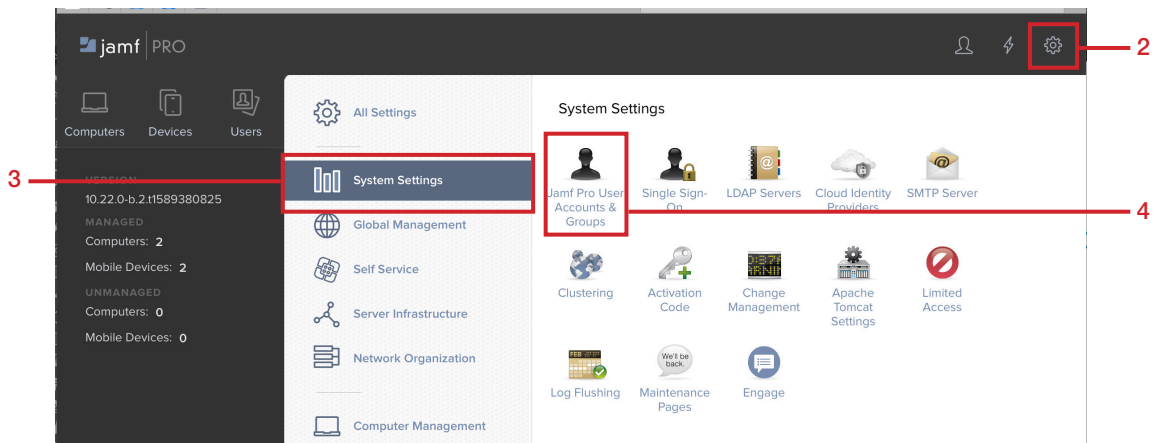 jamf PRO
2
Computers Devices Users
All Settings
System Settings
3
VERSION
10.22.0-b.2.t1589380825
MANAGED
Computers: 2
Mobile Devices: 2
UNMANAGED
Computers: 0
Mobile Devices: 0
System Settings
Global Management
Self Service
Server Infrastructure
Network Organization
Computer Management
Jamf Pro User
Accounts &
Groups
Single Sign-
On
LDAP Servers
Cloud Identity
Providers
SMTP Server
4
Clustering
Activation
Code
Change
Management
Apache
Tomcat
Settings
Limited
Access
FEB
We'll be
back.
Log Flushing
Maintenance
Pages
Engage